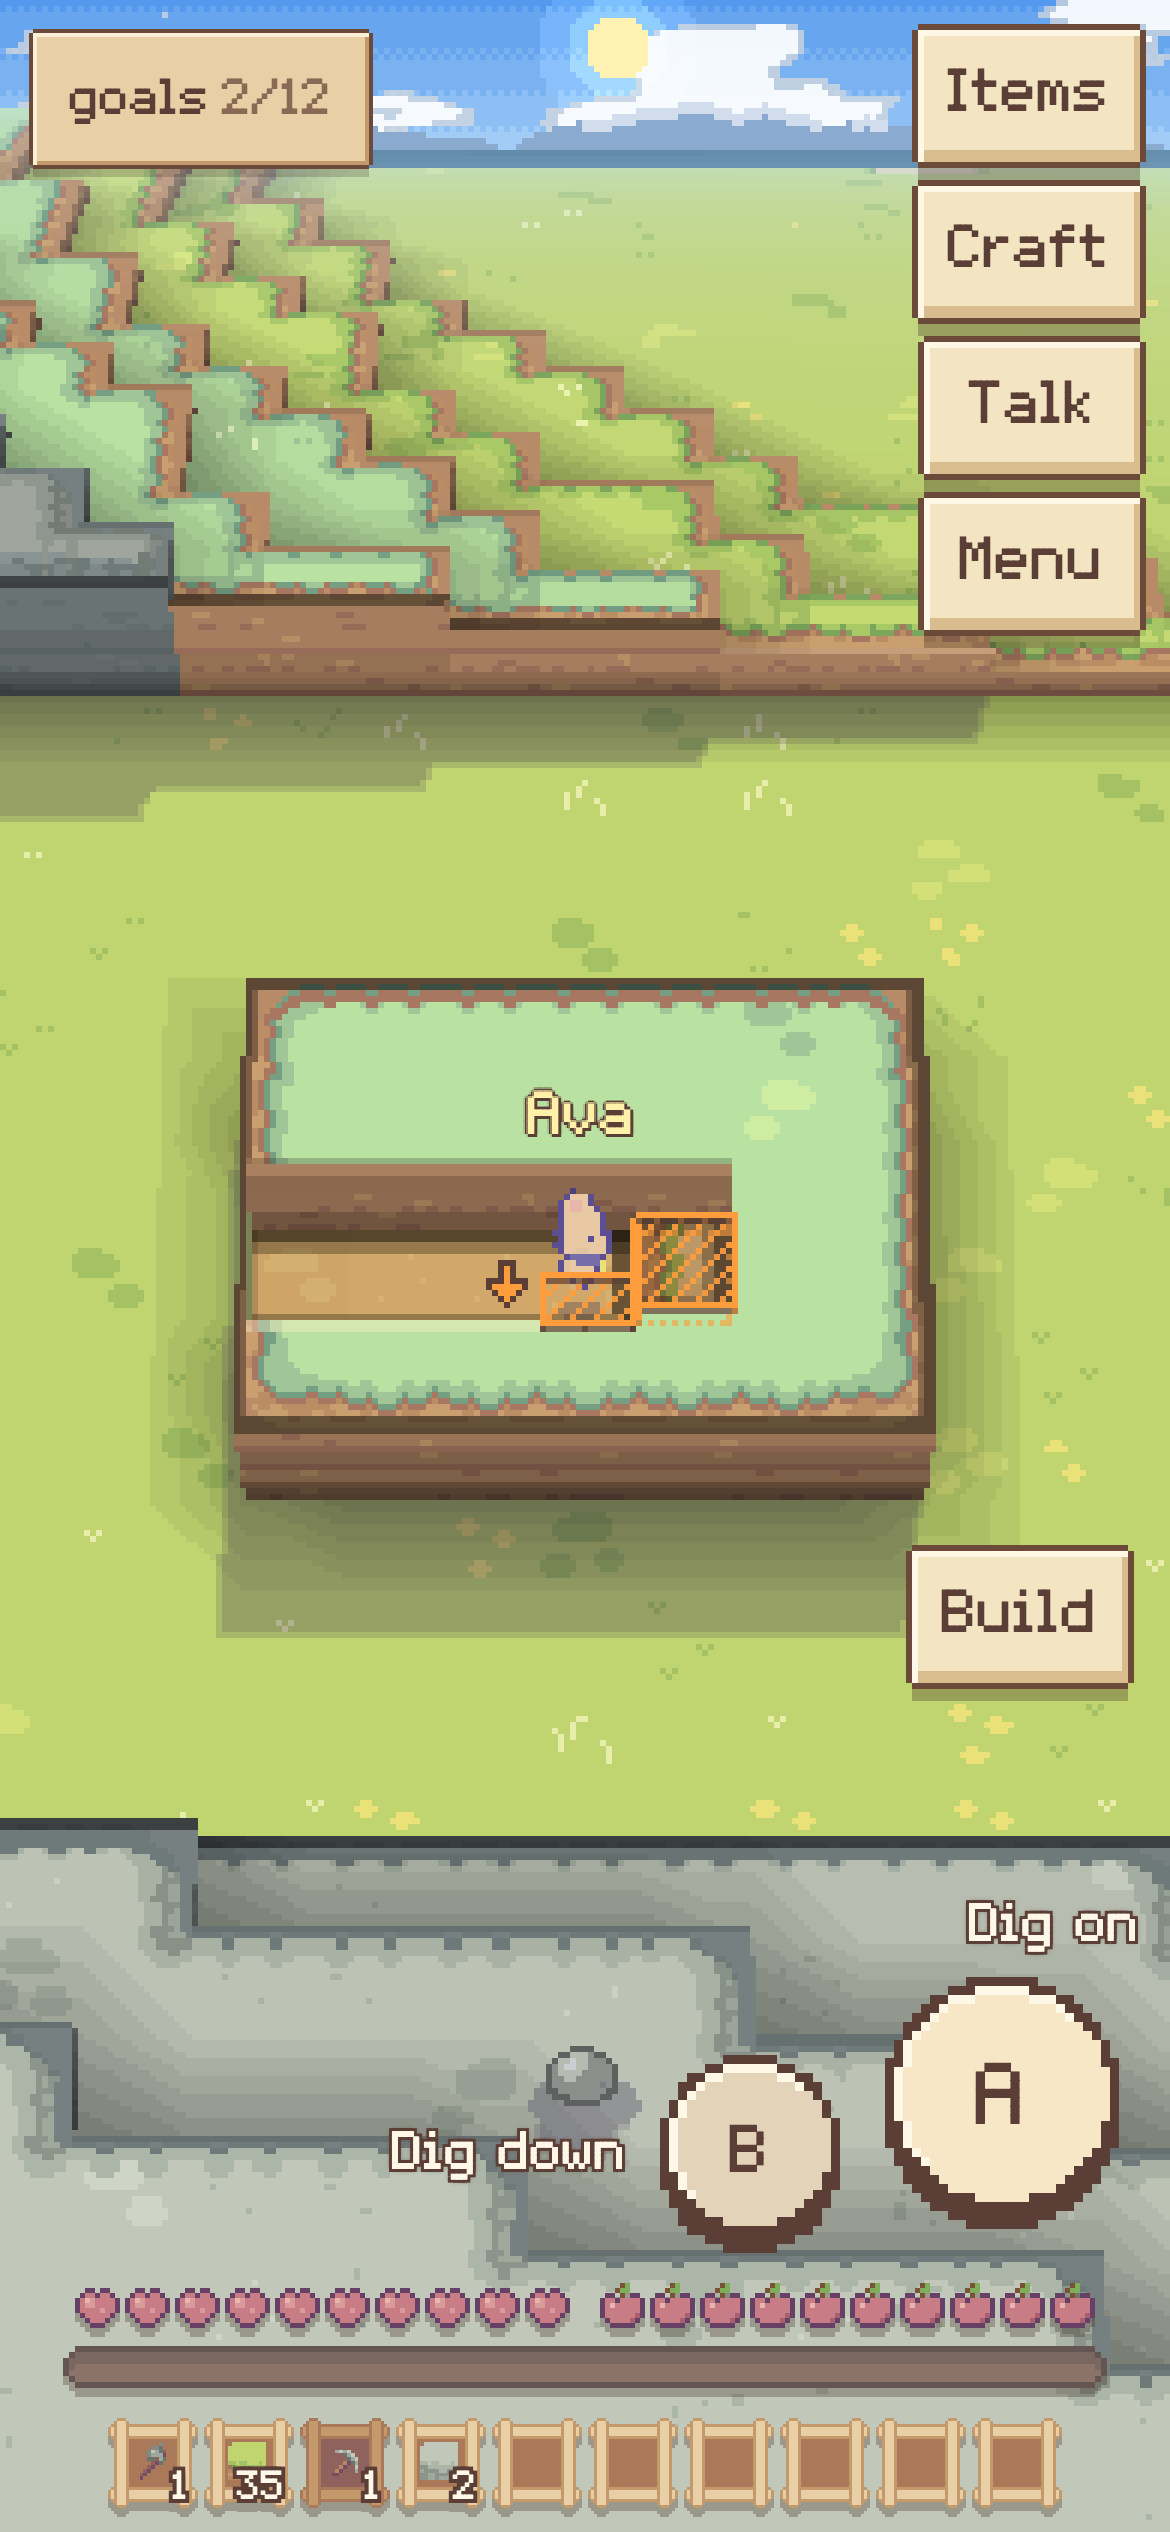 goals 2/12
Items
Craft
Talk
Menu
Ava
Build
Dig on
A
Dig down
B
1
35
1
2